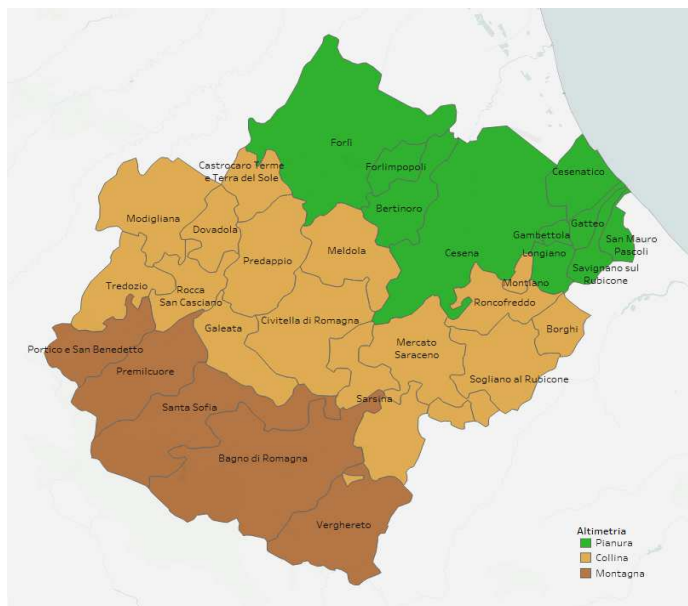 Forlì
Castrocaro Terme
e Terra del Sole
Forlimpopoli
Cesenatico
Bertinoro
Modigliana
Dovadola
Gatteo
Gambettola
San Mauro
Pascoli
Meldola
Predappio
Cesena
Longiano
Savignano sul
Rubicone
Montiano
Tredozio
Rocca
San Casciano
Roncofreddo
Civitella di Romagna
Galeata
Borghi
Mercato
Saraceno
Portico e San Benedetto
Premilcuore
Sogliano al Rubicone
Sarsina
Santa Sofia
Bagno di Romagna
Verghereto
Altimetria
Pianura
Collina
Montagna